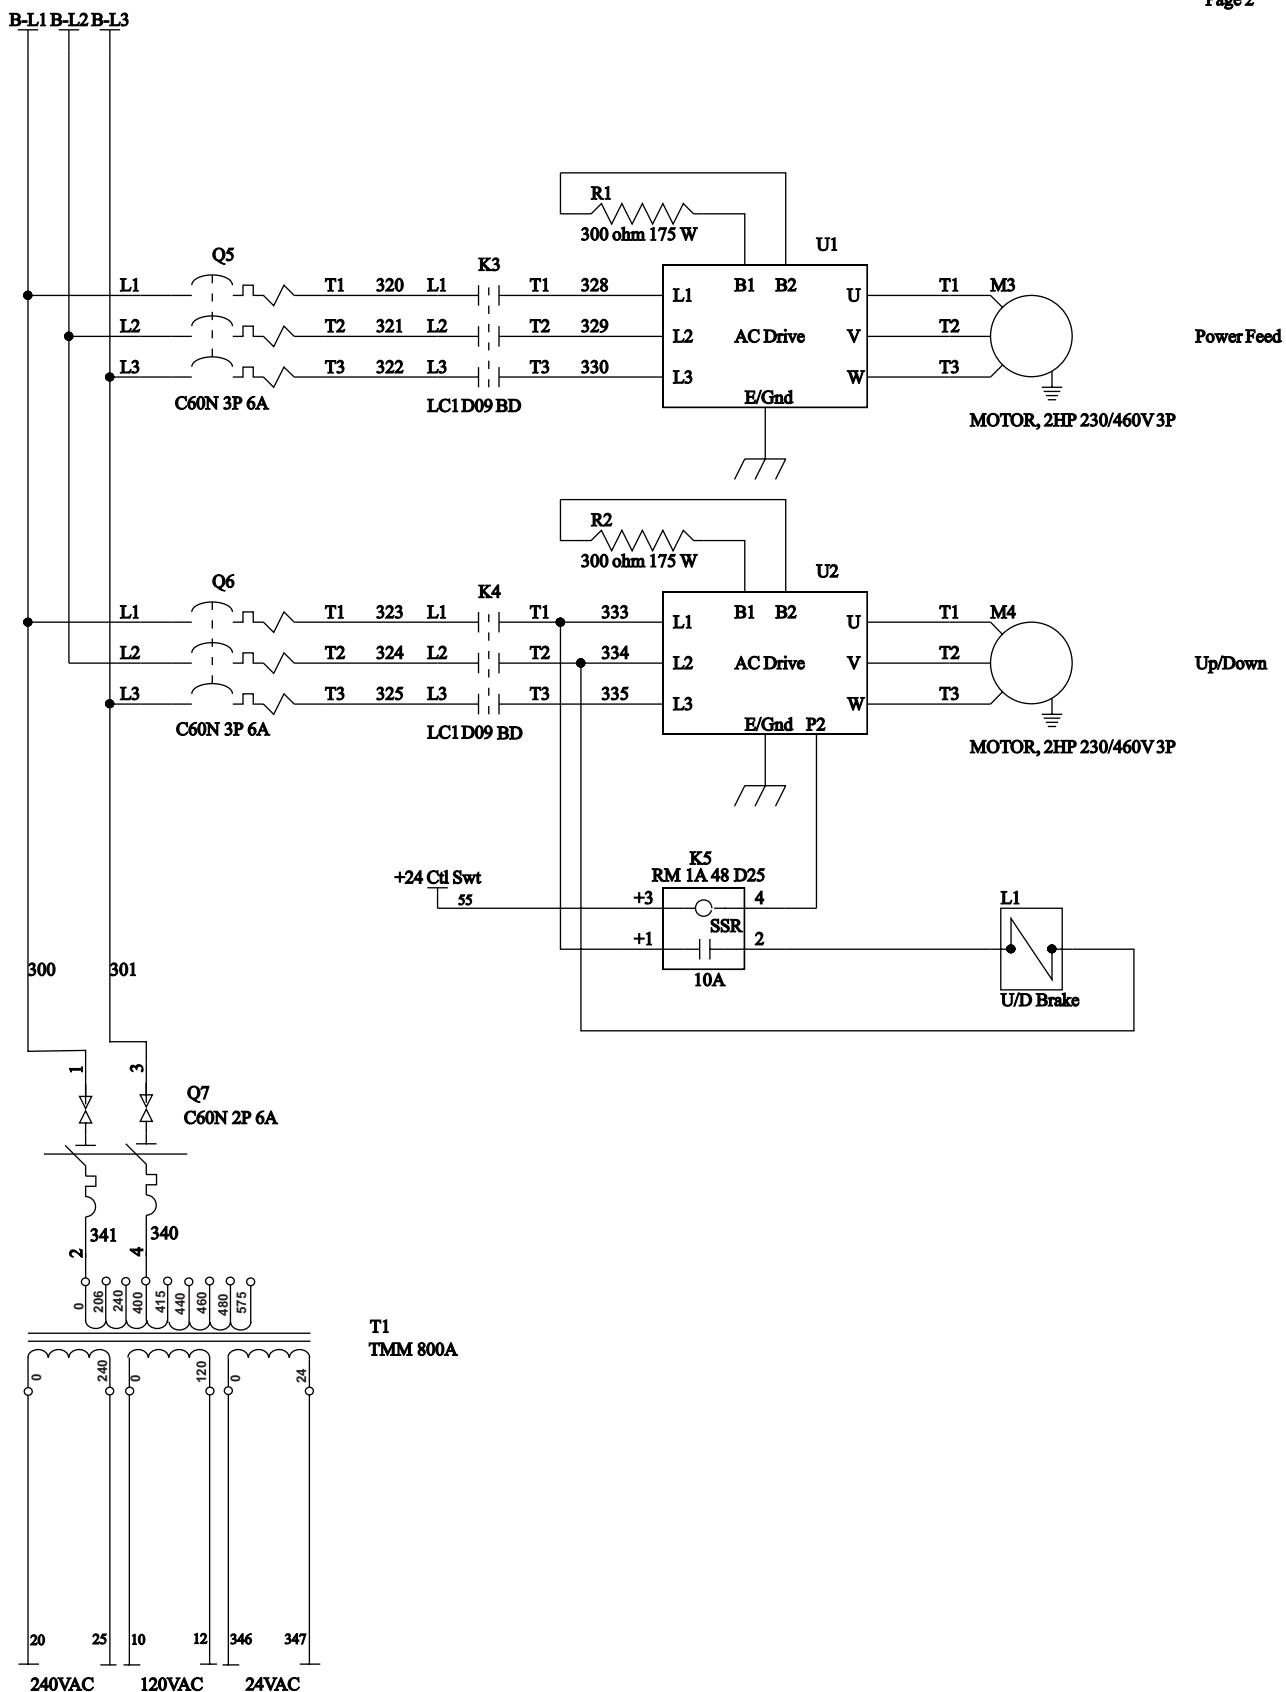 Page 2
B-L1 B-L2 B-L3
R1
300 ohm 175 W
U1
Q5
K3
B1 B2
L1 T1 320 L1 T1 328 L1 U T1 M3
L2 T2 321 L2 T2 329 L2 AC Drive V T2 Power Feed
L3 T3 322 L3 T3 330 L3 W T3
E/Gnd
C60N 3P 6A LC1D09 BD MOTOR, 2HP 230/460V 3P
R2
300 ohm 175 W
U2
Q6
K4
B1 B2
L1 T1 323 L1 T1 333 L1 U T1 M4
L2 T2 324 L2 T2 334 L2 AC Drive V T2 Up/Down
L3 T3 325 L3 T3 335 L3 W T3
E/Gnd P2
C60N 3P 6A LC1D09 BD MOTOR, 2HP 230/460V 3P
K5
RM 1A 48 D25
+24 Ctl Swt
55 +3 4 L1
SSR
+1 2
10A
U/D Brake
300 301
1 3
Q7
C60N 2P 6A
341 340
2 4
0 206 240 400 415 440 460 480 575
T1
TMM 800A
0 240 0 120 0 24
20 25 10 12 346 347
240VAC 120VAC 24VAC